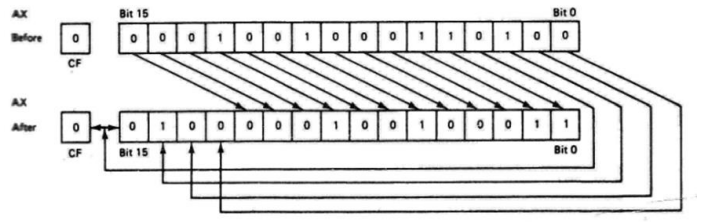 AX
Bit 15 Bit 0
Before 0 0 0 0 1 0 0 1 0 0 0 1 1 0 1 0 0
CF
AX
After 0 0 1 0 0 0 0 0 1 0 0 1 0 0 0 1 1
CF Bit 15 Bit 0